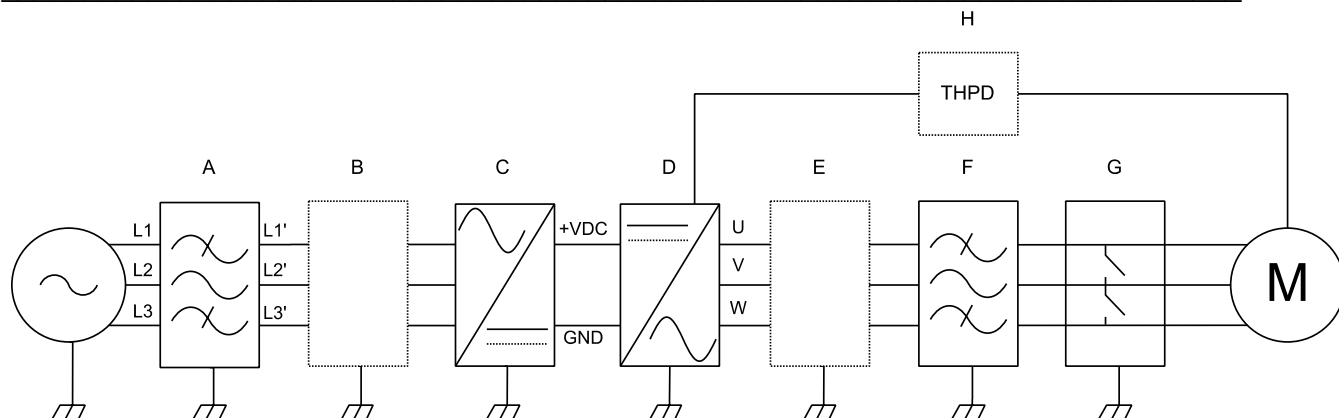 H
THPD
A B C D E F G
L1 L1' +VDC U
L2 L2' V
L3 L3' W
GND
M